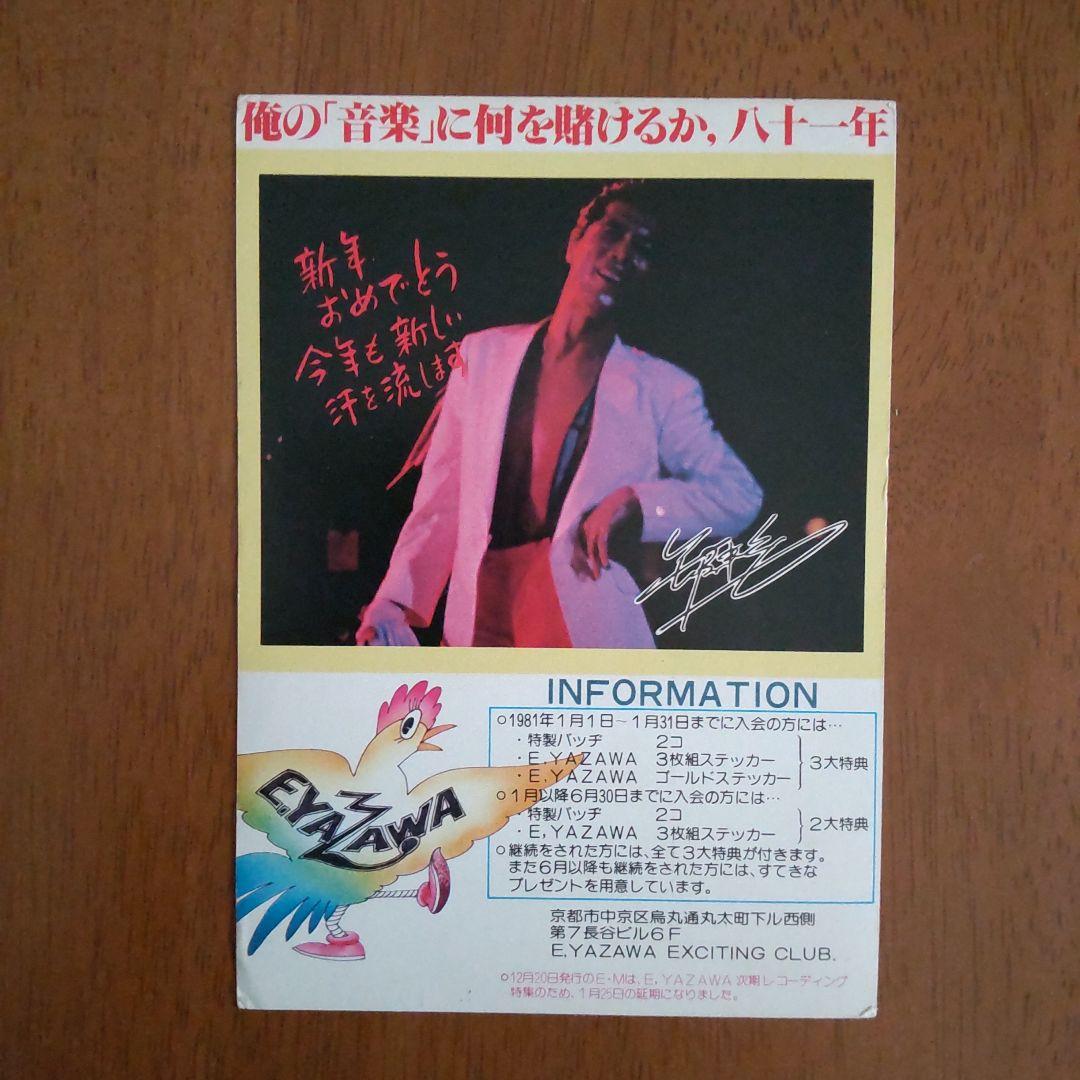 俺の「音楽」に何を賭けるか，八十一年
新年
おめでとう
今年も新しい
汗を流します
E.YAZAWA
INFORMATION
○1981年1月1日～1月31日までに入会の方には…
・特製バッヂ 2コ
・E,YAZAWA 3枚組ステッカー
・E,YAZAWA ゴールドステッカー
3大特典
○1月以降6月30日までに入会の方には…
・特製バッヂ 2コ
・E,YAZAWA 3枚組ステッカー
2大特典
○継続をされた方には、全て3大特典が付きます。
また6月以降も継続をされた方には、すてきな
プレゼントを用意しています。
京都市中京区烏丸通丸太町下ル西側
第7長谷ビル6F
E,YAZAWA EXCITING CLUB.
○12月20日発行のE・Mは、E,YAZAWA次期レコーディング
特集のため、1月25日の延期になりました。